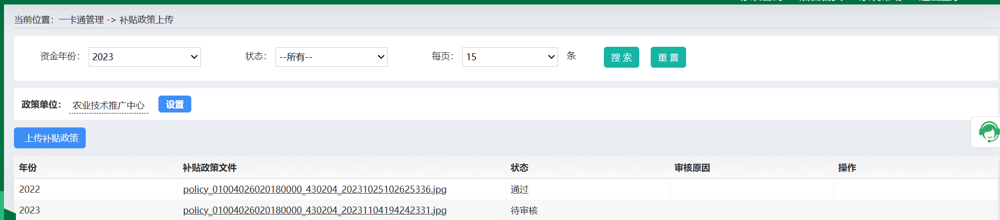 当前位置：一卡通管理 -> 补贴政策上传
资金年份： 2023 状态： --所有-- 每页： 15 条 搜 索 重 置
政策单位： 农业技术推广中心 设置
上传补贴政策
年份 补贴政策文件 状态 审核原因 操作
2022 policy_01004026020180000_430204_20231025102625336.jpg 通过
2023 policy_01004026020180000_430204_20231104194242331.jpg 待审核